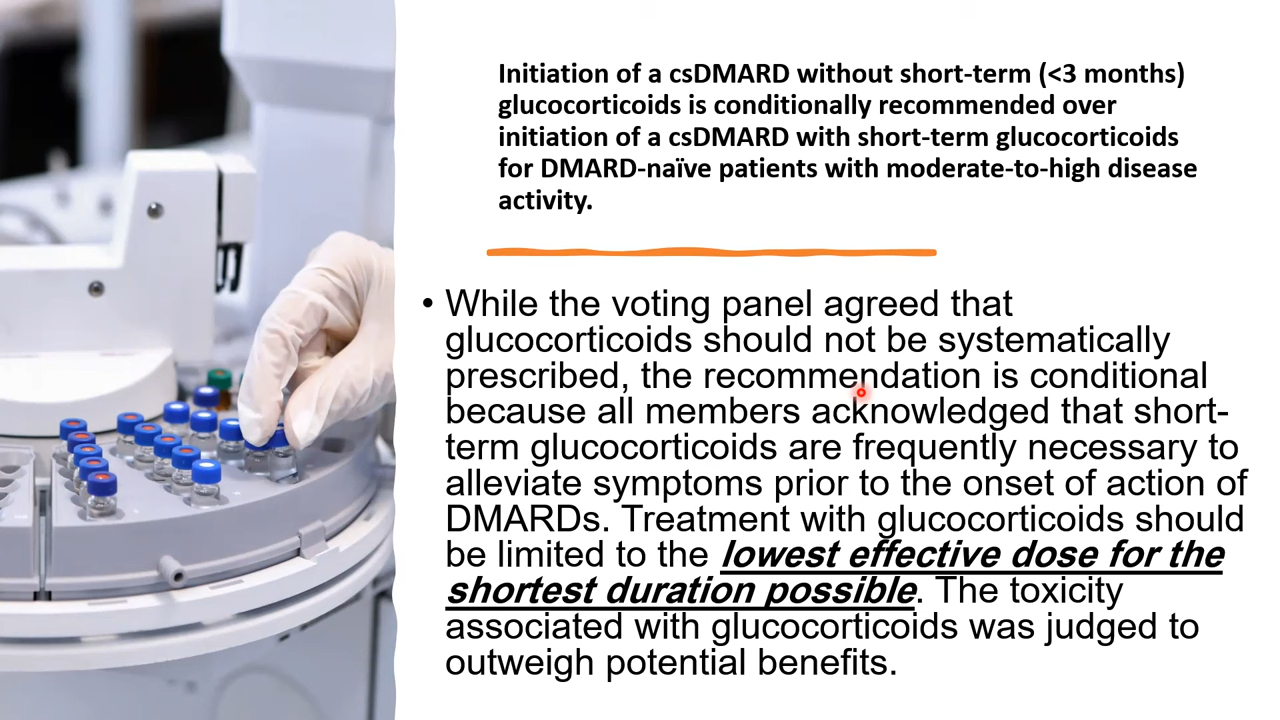 Initiation of a csDMARD without short-term (<3 months)
glucocorticoids is conditionally recommended over
initiation of a csDMARD with short-term glucocorticoids
for DMARD-naïve patients with moderate-to-high disease
activity.
• While the voting panel agreed that
glucocorticoids should not be systematically
prescribed, the recommendation is conditional
because all members acknowledged that short-
term glucocorticoids are frequently necessary to
alleviate symptoms prior to the onset of action of
DMARDs. Treatment with glucocorticoids should
be limited to the lowest effective dose for the
shortest duration possible. The toxicity
associated with glucocorticoids was judged to
outweigh potential benefits.